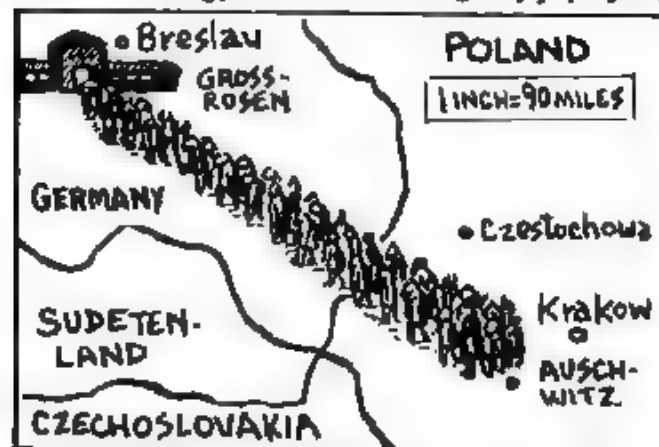 Breslau
POLAND
GROSS-
ROSEN
1 INCH=90 MILES
GERMANY
Czestochowa
SUDETEN-
LAND
Krakow
AUSCH-
WITZ
CZECHOSLOVAKIA